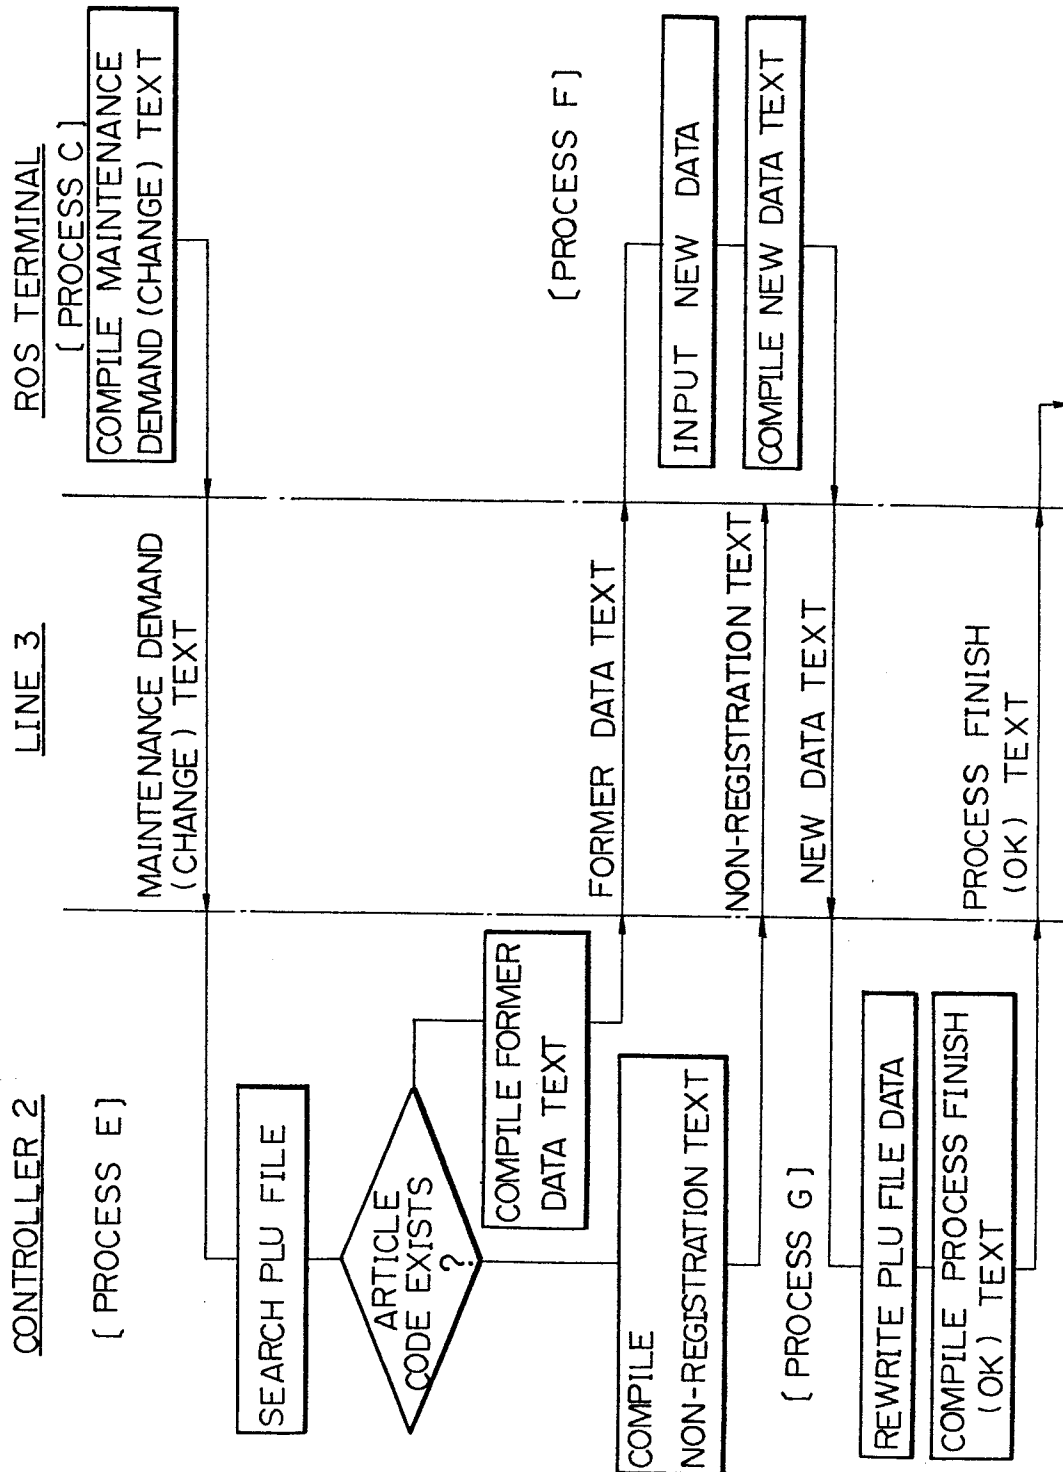 CONTROLLER 2
LINE 3
ROS TERMINAL
[PROCESS E]
[PROCESS C]
COMPILE MAINTENANCE
DEMAND (CHANGE) TEXT
MAINTENANCE DEMAND
(CHANGE) TEXT
SEARCH PLU FILE
ARTICLE
CODE EXISTS
?
COMPILE FORMER
DATA TEXT
FORMER DATA TEXT
[PROCESS F]
INPUT NEW DATA
COMPILE
NON-REGISTRATION TEXT
NON-REGISTRATION TEXT
COMPILE NEW DATA TEXT
[PROCESS G]
NEW DATA TEXT
REWRITE PLU FILE DATA
COMPILE PROCESS FINISH
(OK) TEXT
PROCESS FINISH
(OK) TEXT